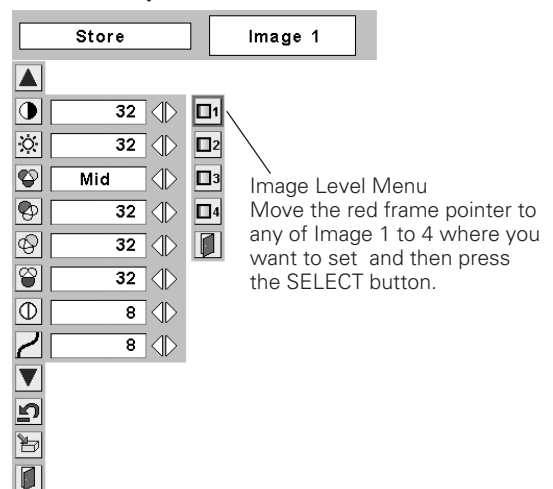 Store
Image 1
32
1
32
2
Mid
3
32
4
32
32
8
8
Image Level Menu
Move the red frame pointer to
any of Image 1 to 4 where you
want to set and then press
the SELECT button.